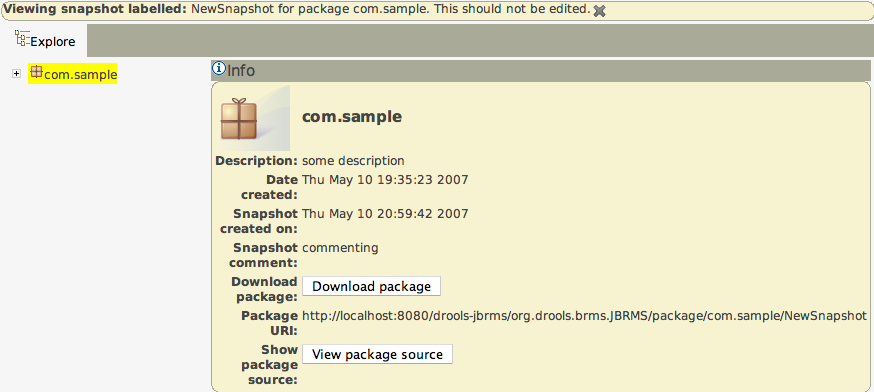 Viewing snapshot labelled: NewSnapshot for package com.sample. This should not be edited.
Explore
com.sample
Info
com.sample
Description: some description
Date created: Thu May 10 19:35:23 2007
Snapshot created on: Thu May 10 20:59:42 2007
Snapshot comment: commenting
Download package: Download package
Package URI: http://localhost:8080/drools-jbrms/org.drools.brms.JBRMS/package/com.sample/NewSnapshot
Show package source: View package source